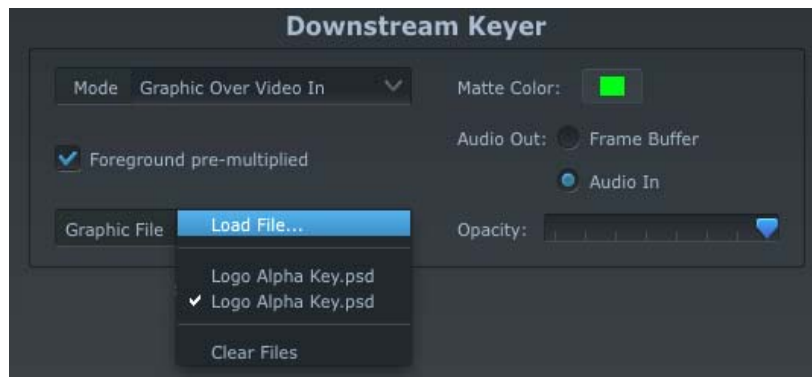 Downstream Keyer
Mode Graphic Over Video In
Matte Color:
Foreground pre-multiplied
Audio Out: Frame Buffer
Audio In
Graphic File
Load File...
Logo Alpha Key.psd
Logo Alpha Key.psd
Clear Files
Opacity: